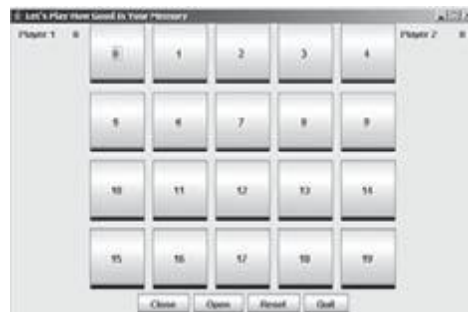 Let's Play How Good is Your Memory
Player 1 0 Player 2 0
0 1 2 3 4
5 6 7 8 9
10 11 12 13 14
15 16 17 18 19
Close Open Reset Quit